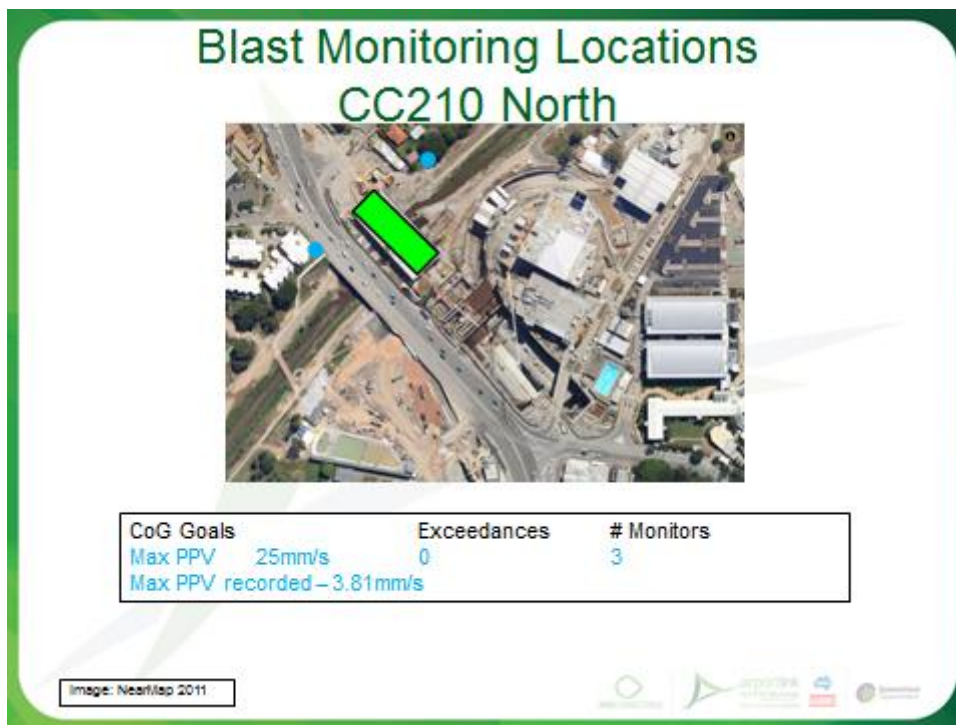 Blast Monitoring Locations
CC210 North
CoG Goals Exceedances # Monitors
Max PPV 25mm/s 0 3
Max PPV recorded – 3.81mm/s
Image: NearMap 2011
airportlink